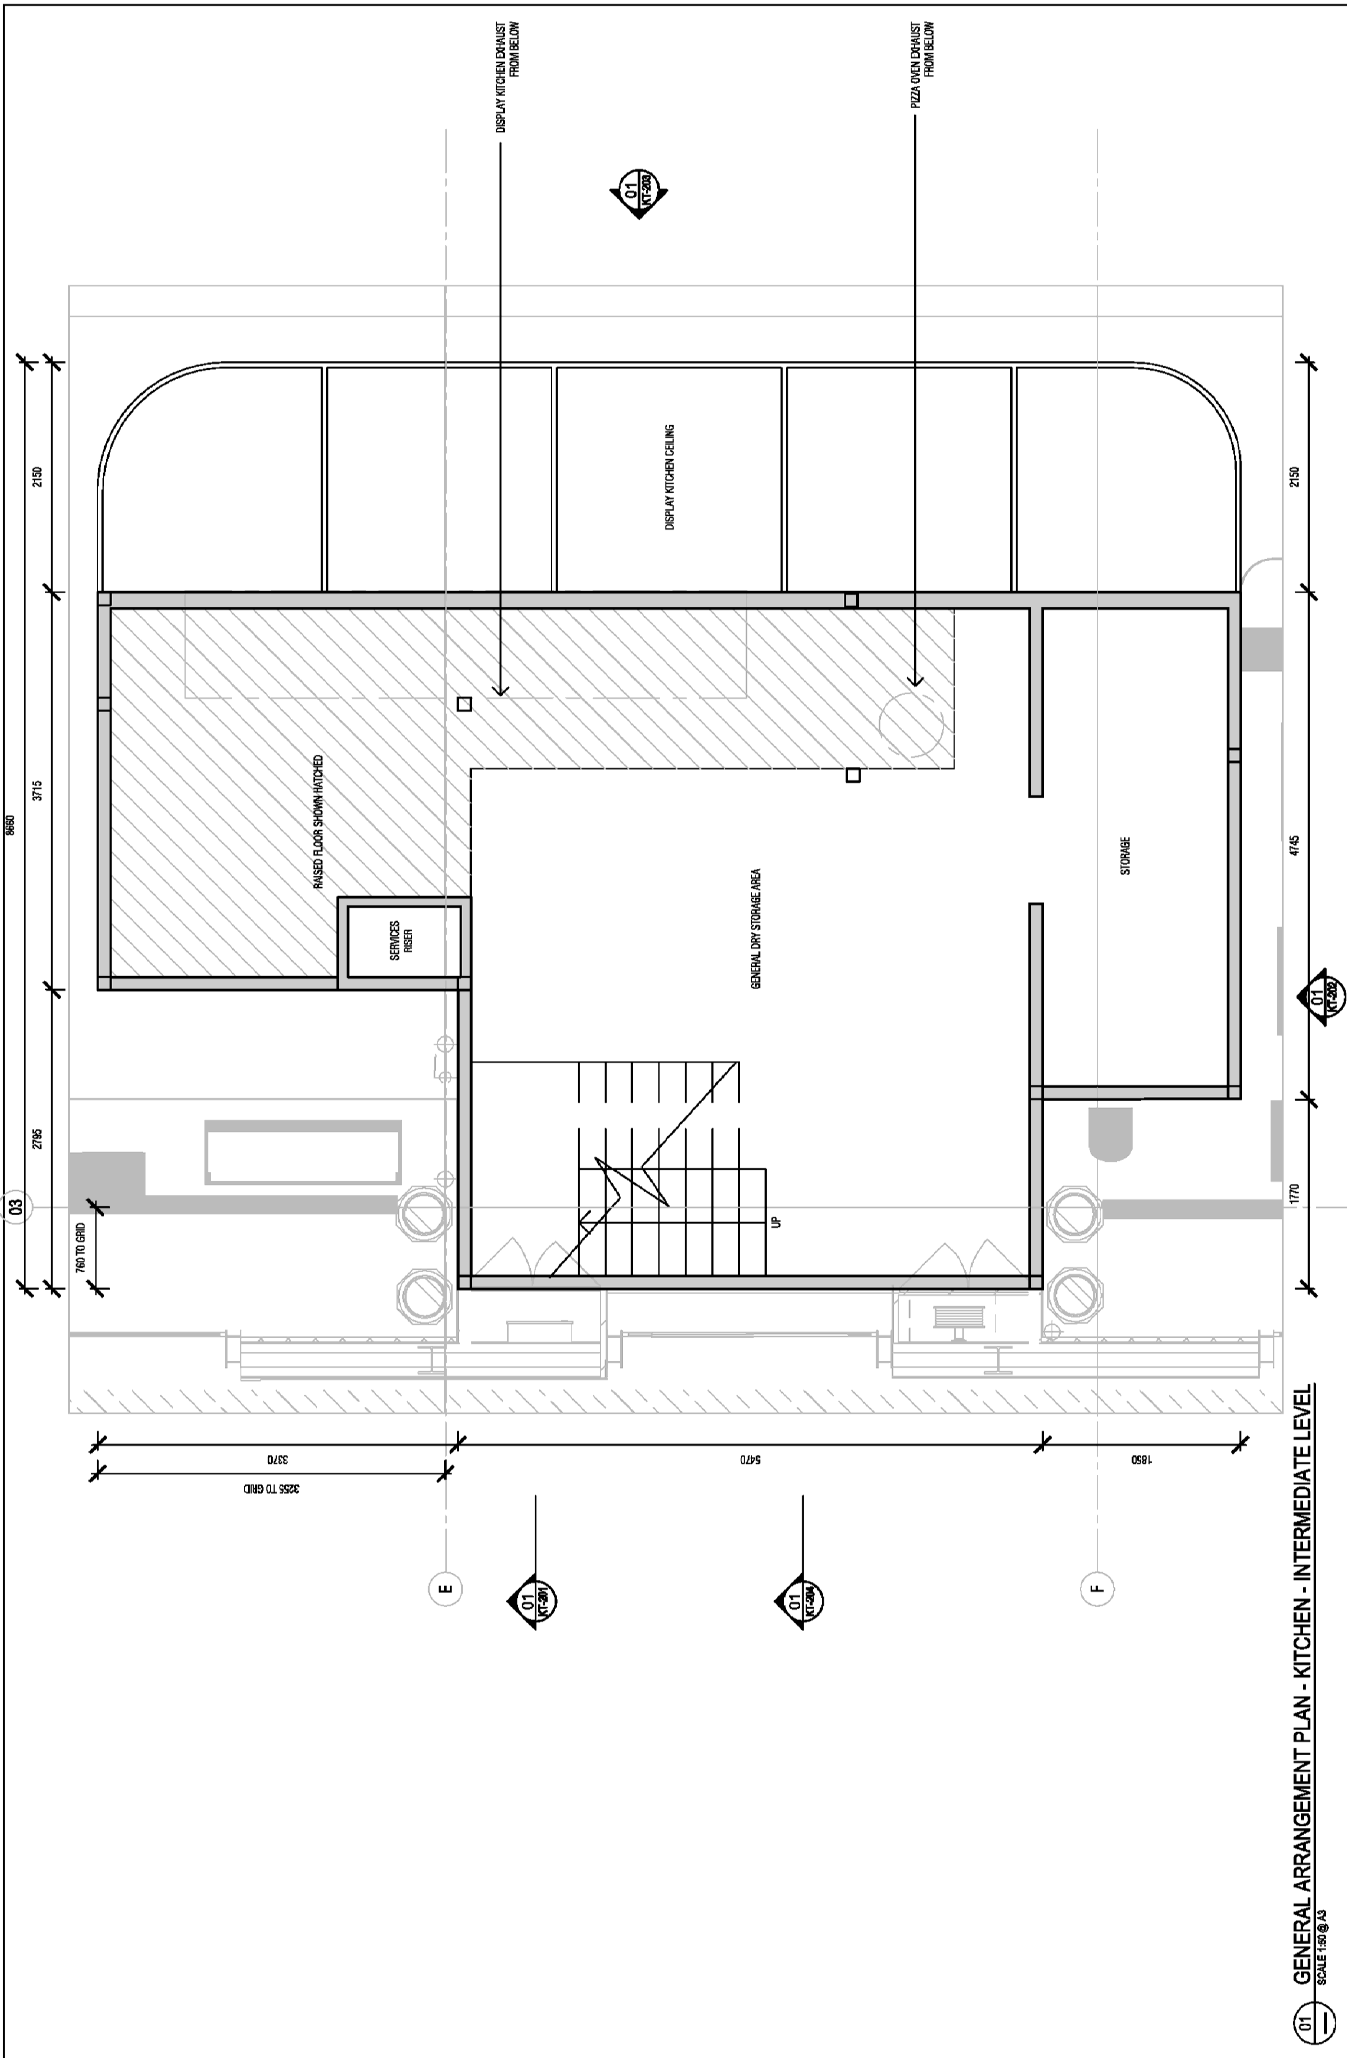 DISPLAY KITCHEN EXHAUST
FROM BELOW
PIZZA OVEN EXHAUST
FROM BELOW
01
KT-203
8660
2150
3715
2795
760 TO GRID
03
DISPLAY KITCHEN CEILING
RAISED FLOOR SHOWN HATCHED
SERVICES
RISER
GENERAL DRY STORAGE AREA
STORAGE
UP
2150
4745
1770
01
KT-202
3370
3255 TO GRID
5470
1850
E
F
01
KT-201
01
KT-204
01
GENERAL ARRANGEMENT PLAN - KITCHEN - INTERMEDIATE LEVEL
SCALE 1:50 @ A3